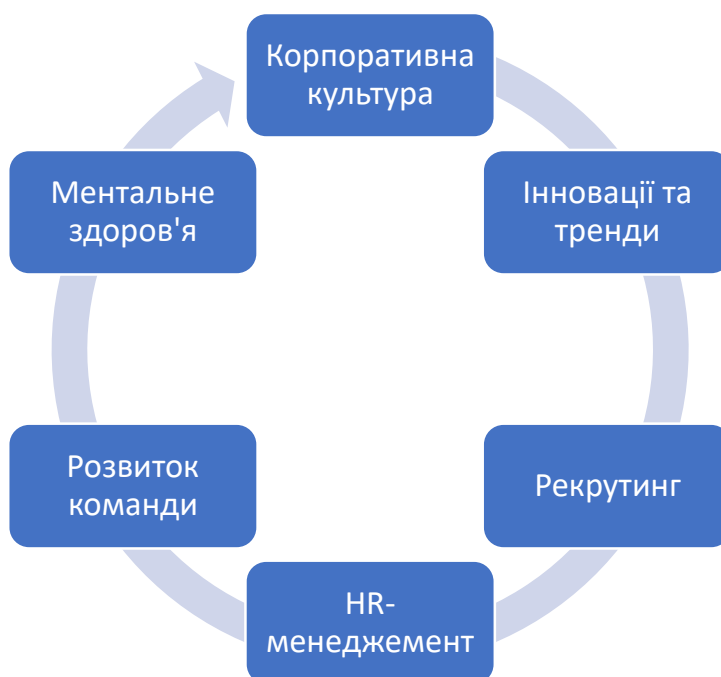 Корпоративна
культура
Інновації та
тренди
Рекрутинг
HR-
менеджемент
Розвиток
команди
Ментальне
здоров'я